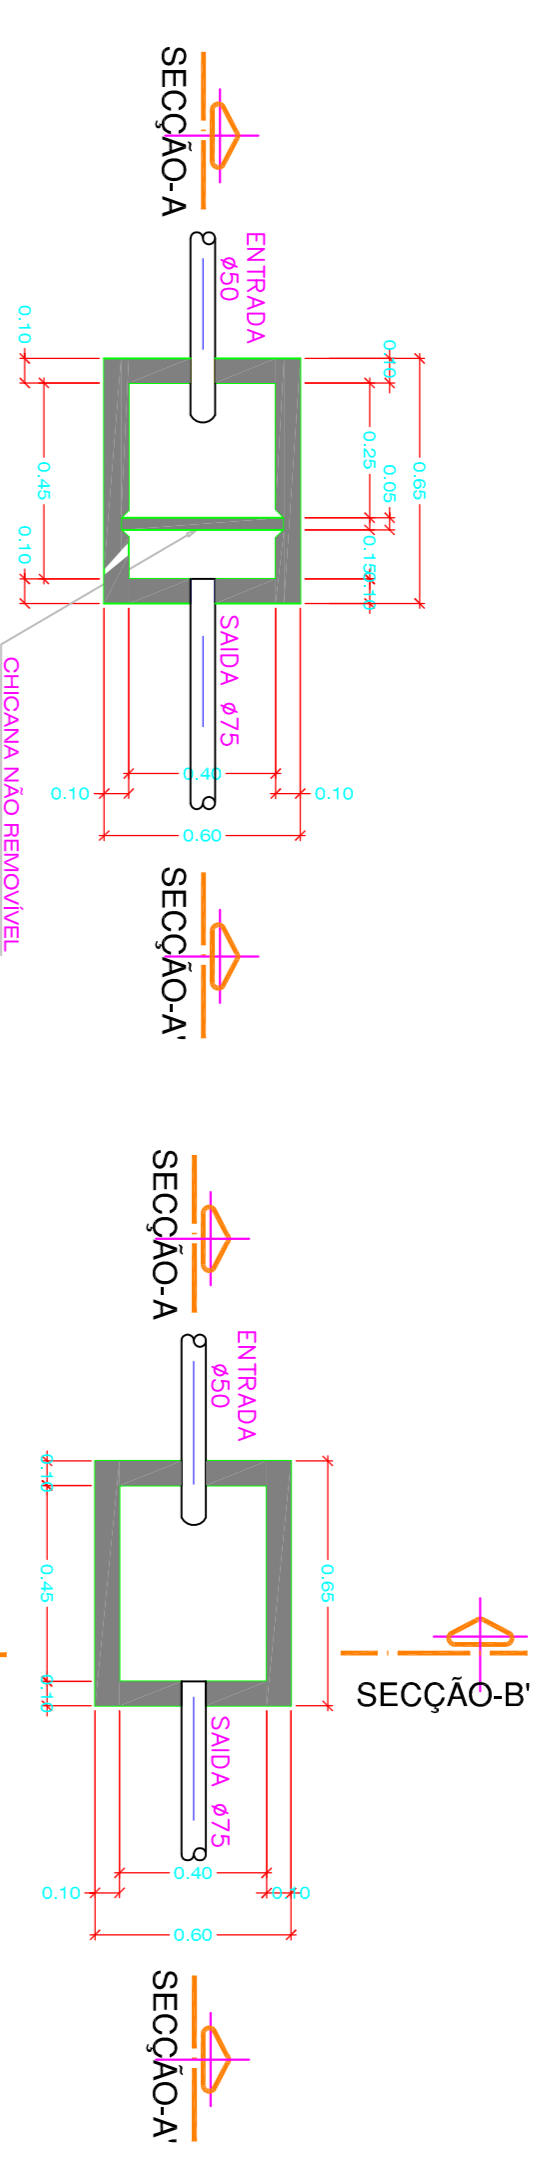 SECÇÃO-A
ENTRADA
ø50
0.10
0.10
0.45
0.10
0.25
0.05
0.65
0.15
0.10
SAIDA ø75
0.40
0.10
0.10
0.60
CHICANA NÃO REMOVÍVEL
SECÇÃO-A'
SECÇÃO-A
ENTRADA
ø50
0.10
0.45
0.10
0.65
SECÇÃO-B'
SAIDA ø75
0.40
0.10
0.10
0.60
SECÇÃO-A'